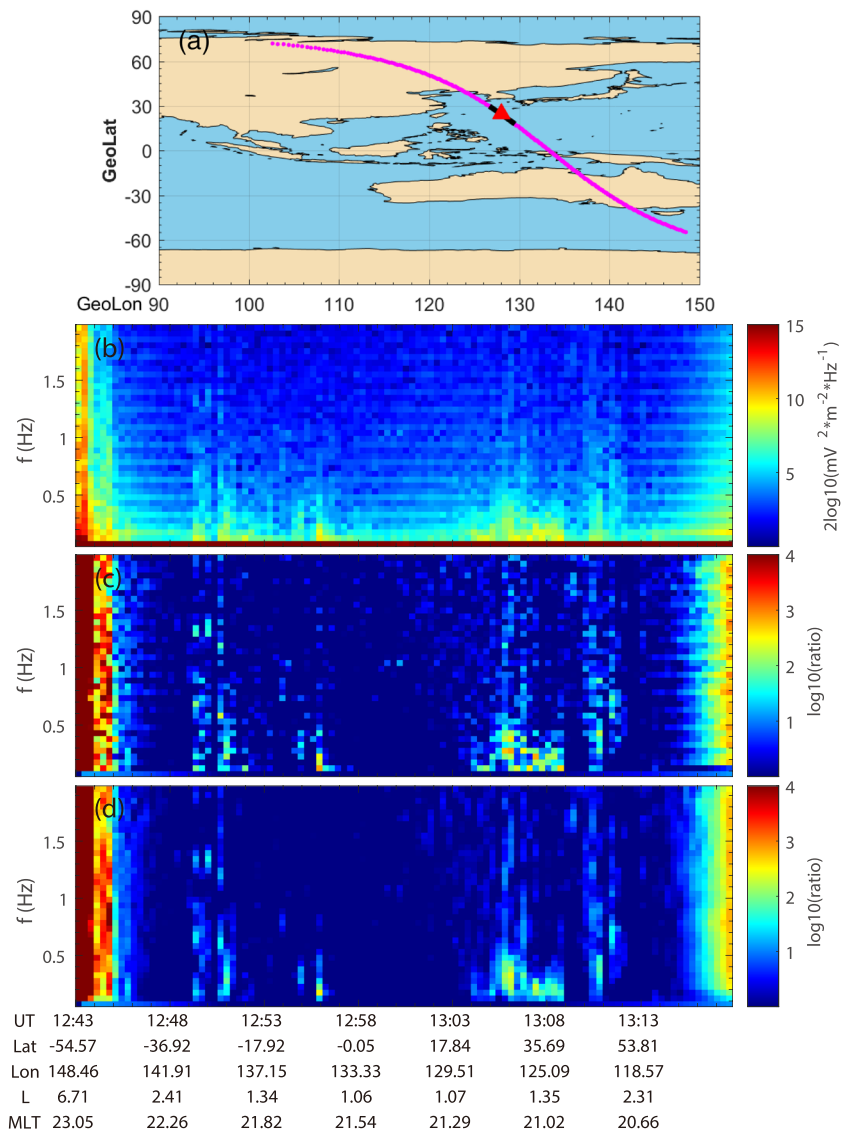 90
(a)
60
30
0
-30
-60
-90
GeoLat
GeoLon 90 100 110 120 130 140 150
(b)
1.5
1
0.5
f (Hz)
15
10
5
2log10(mV 2*m-2*Hz-1)
(c)
1.5
1
0.5
f (Hz)
4
3
2
1
log10(ratio)
(d)
1.5
1
0.5
f (Hz)
4
3
2
1
log10(ratio)
UT 12:43 12:48 12:53 12:58 13:03 13:08 13:13
Lat -54.57 -36.92 -17.92 -0.05 17.84 35.69 53.81
Lon 148.46 141.91 137.15 133.33 129.51 125.09 118.57
L 6.71 2.41 1.34 1.06 1.07 1.35 2.31
MLT 23.05 22.26 21.82 21.54 21.29 21.02 20.66